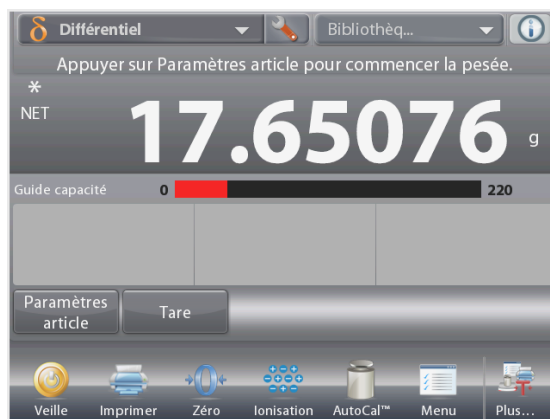 δ Différentiel Bibliothèq...
Appuyer sur Paramètres article pour commencer la pesée.
*
NET 17.65076 g
Guide capacité 0 220
Paramètres
article
Tare
Veille Imprimer Zéro Ionisation AutoCal™ Menu Plus...